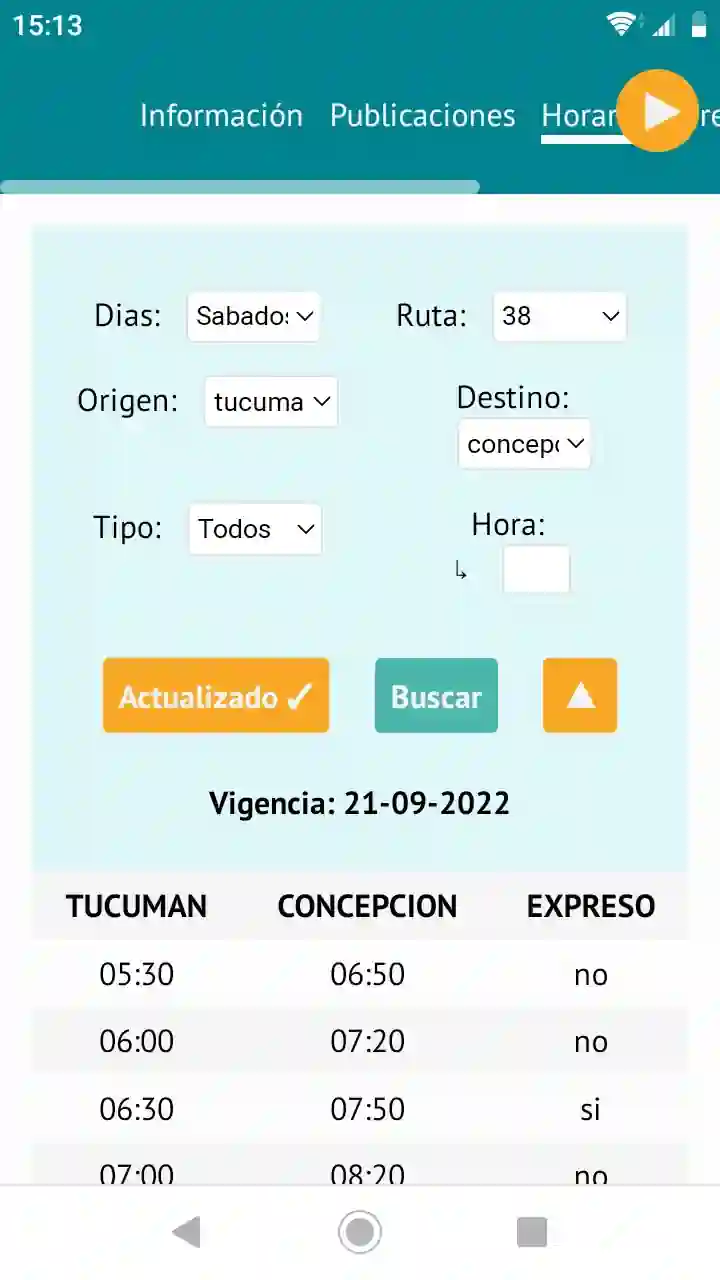 15:13
Información Publicaciones Horar
Dias: Sabados Ruta: 38
Origen: tucuma Destino:
concepc
Tipo: Todos Hora:
↳
Actualizado ✓ Buscar ▲
Vigencia: 21-09-2022
TUCUMAN CONCEPCION EXPRESO
05:30 06:50 no
06:00 07:20 no
06:30 07:50 si
07:00 08:20 no